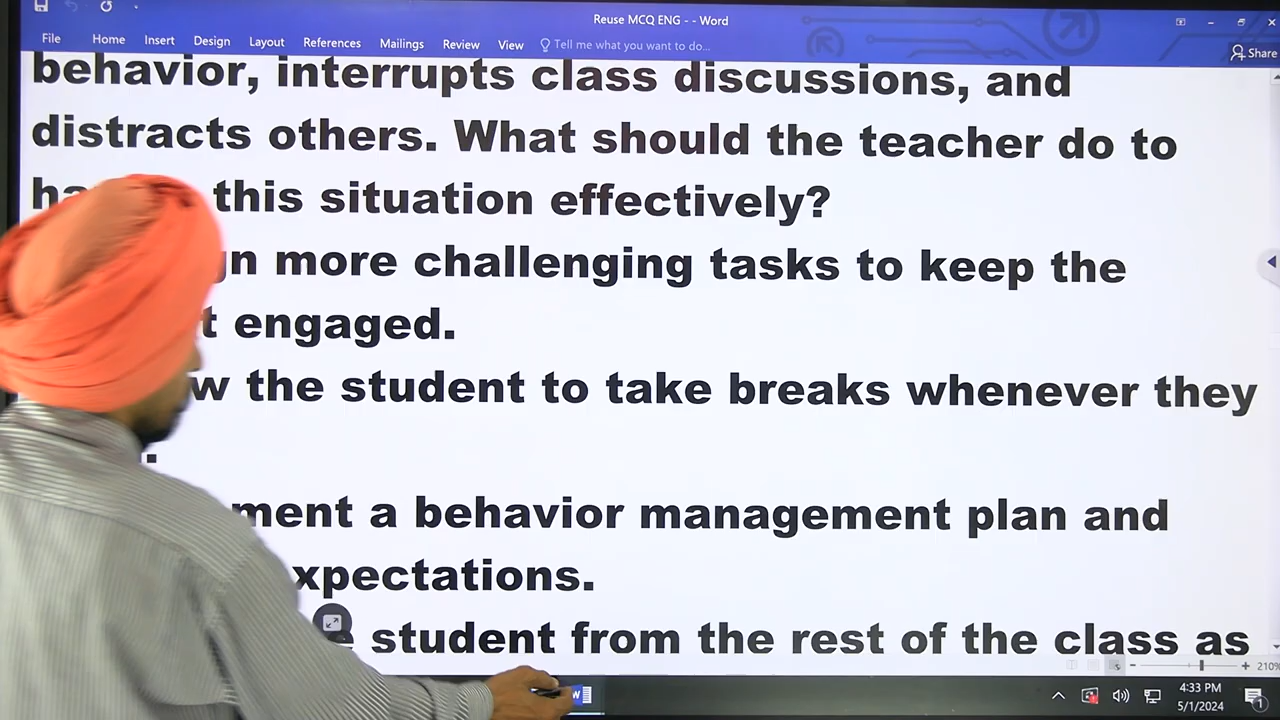 Reuse MCQ ENG - - Word
File Home Insert Design Layout References Mailings Review View Tell me what you want to do... Share
behavior, interrupts class discussions, and
distracts others. What should the teacher do to
this situation effectively?
more challenging tasks to keep the
engaged.
the student to take breaks whenever they
a behavior management plan and
student from the rest of the class as
210%
4:33 PM
5/1/2024